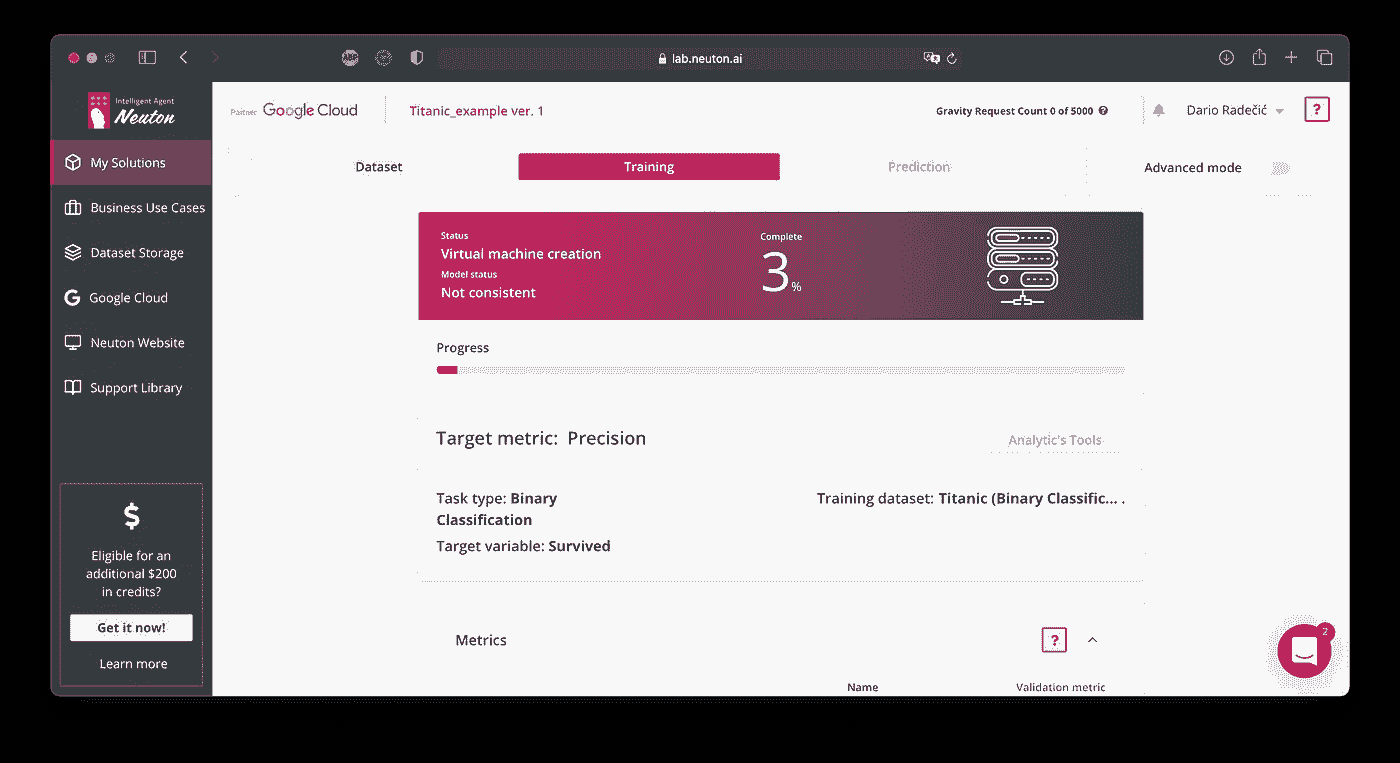 lab.neuton.ai
Intelligent Agent
Neuton
My Solutions
Business Use Cases
Dataset Storage
Google Cloud
Neuton Website
Support Library
$
Eligible for an
additional $200
in credits?
Get it now!
Learn more
Partner Google Cloud
Titanic_example ver. 1
Gravity Request Count 0 of 5000 ?
Dario Radečić
?
Dataset
Training
Prediction
Advanced mode
Status
Virtual machine creation
Model status
Not consistent
Complete
3%
Progress
Target metric: Precision
Analytic's Tools
Task type: Binary
Classification
Training dataset: Titanic (Binary Classific... .
Target variable: Survived
Metrics
?
Name
Validation metric
2